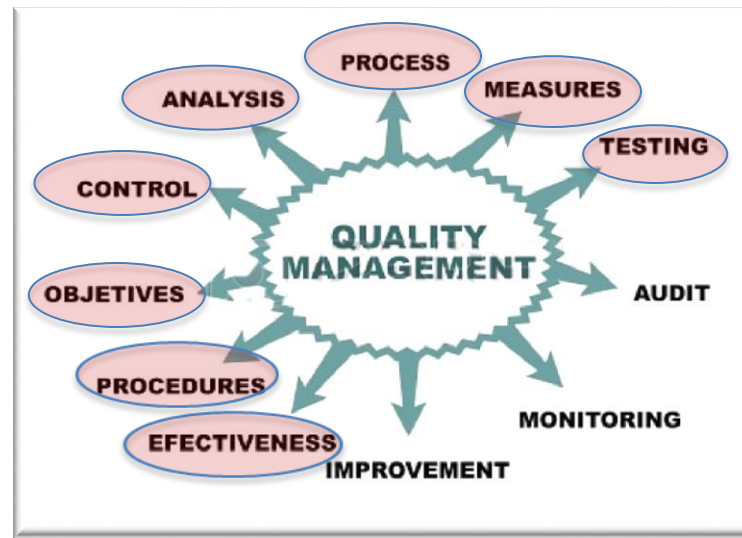 PROCESS
MEASURES
ANALYSIS
TESTING
CONTROL
QUALITY
MANAGEMENT
OBJETIVES
AUDIT
PROCEDURES
MONITORING
EFECTIVENESS
IMPROVEMENT